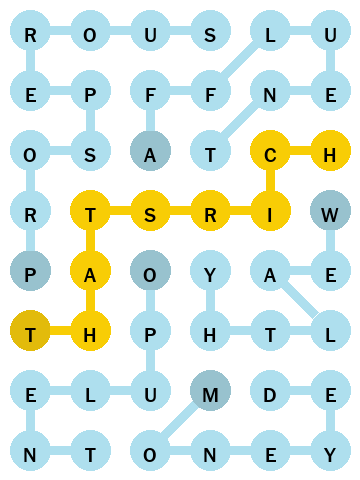 R O U S L U
E P F F N E
O S A T C H
R T S R I W
P A O Y A E
T H P H T L
E L U M D E
N T O N E Y